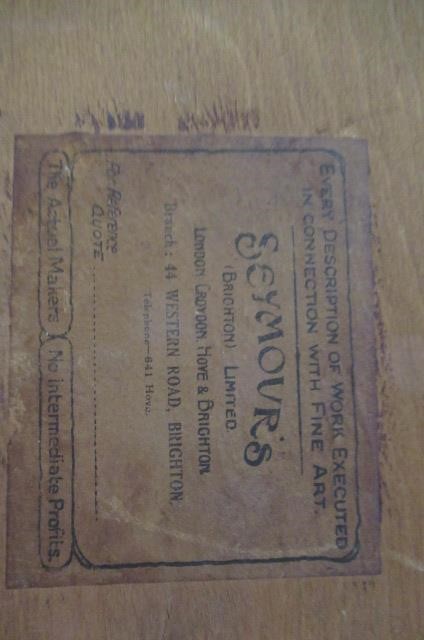 EVERY DESCRIPTION OF WORK EXECUTED
IN CONNECTION WITH FINE ART.
SEYMOUR'S
(BRIGHTON) LIMITED.
LONDON, CROYDON, HOVE & BRIGHTON.
Branch: 44 WESTERN ROAD, BRIGHTON.
Telephone—641 Hove.
For REFERENCE
QUOTE
The Actual Makers
No intermediate Profits.